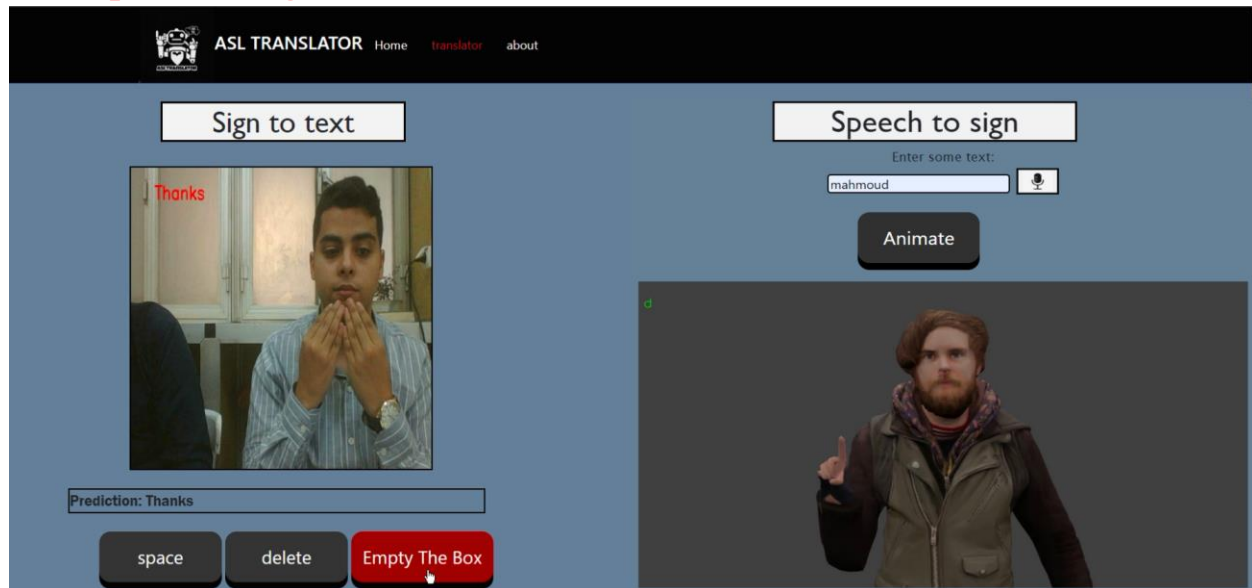 ASL TRANSLATOR Home translator about
Sign to text
Thanks
Prediction: Thanks
space delete Empty The Box
Speech to sign
Enter some text:
mahmoud
Animate
d